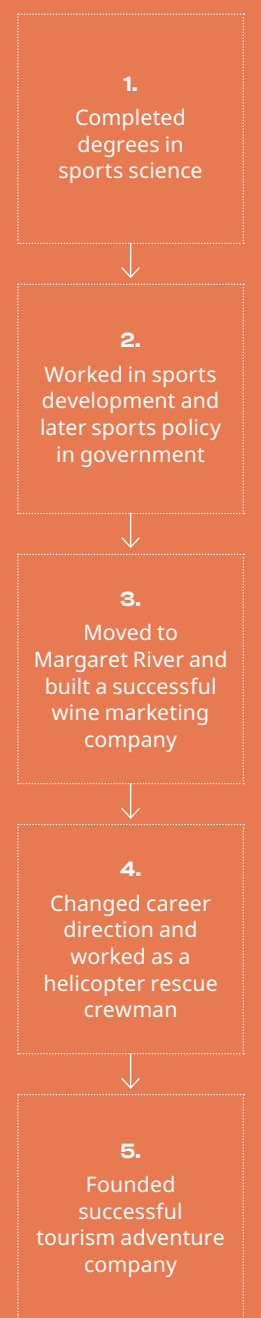 1.
Completed
degrees in
sports science
2.
Worked in sports
development and
later sports policy
in government
3.
Moved to
Margaret River and
built a successful
wine marketing
company
4.
Changed career
direction and
worked as a
helicopter rescue
crewman
5.
Founded
successful
tourism adventure
company